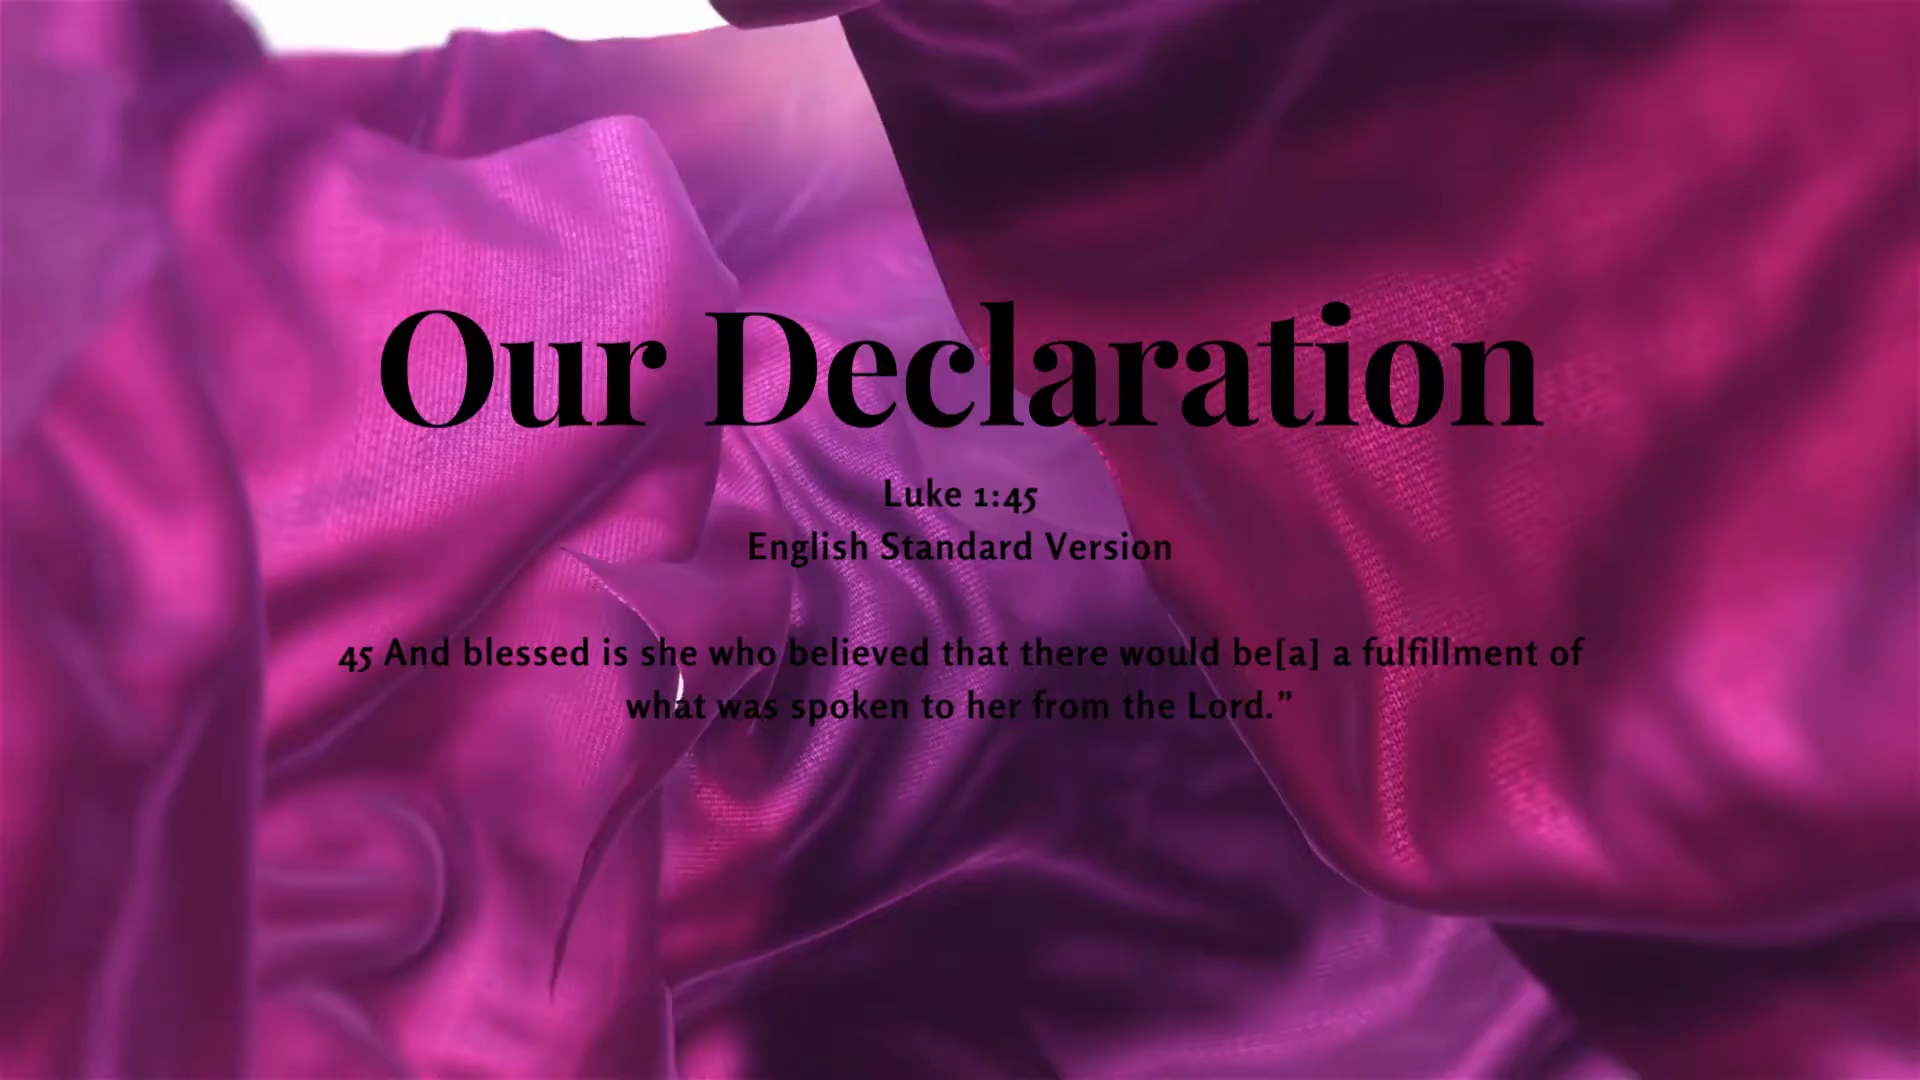 Our Declaration
Luke 1:45
English Standard Version
45 And blessed is she who believed that there would be[a] a fulfillment of
what was spoken to her from the Lord.”